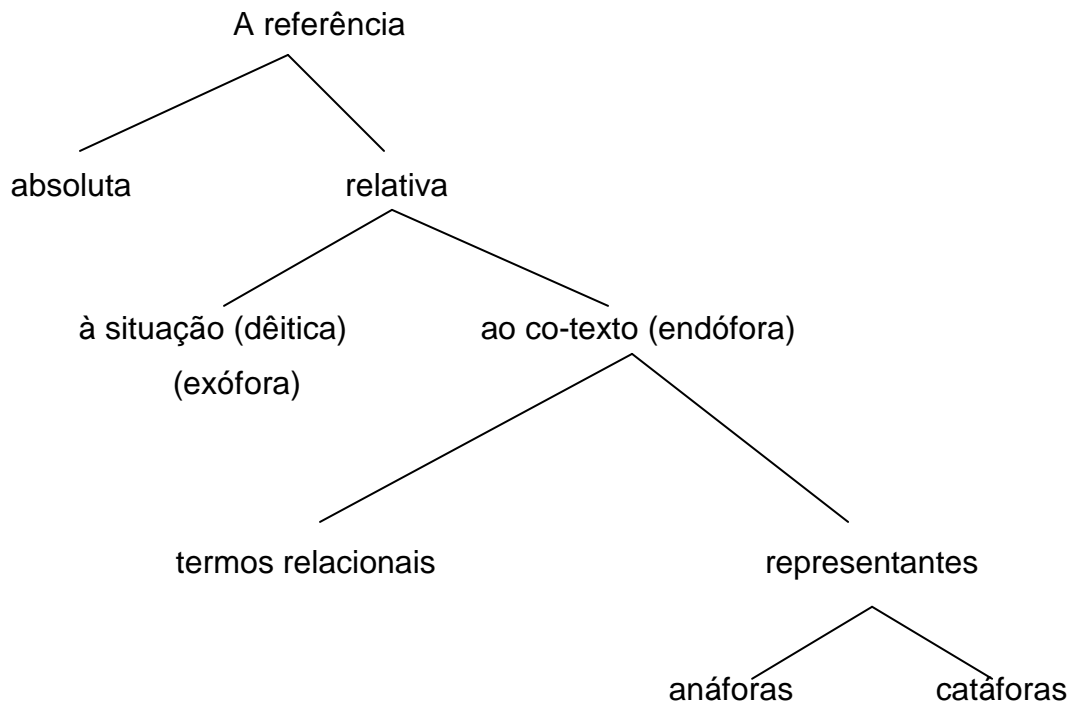 A referência
absoluta
relativa
à situação (dêitica)
ao co-texto (endófora)
(exófora)
termos relacionais
representantes
anáforas
catáforas